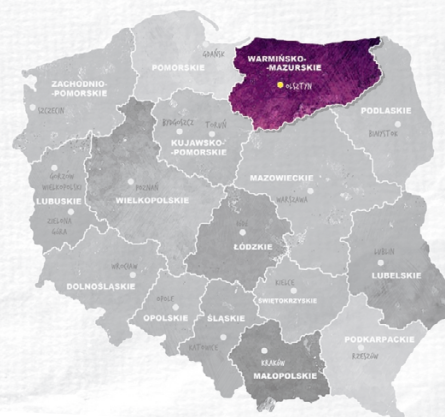 GDAŃSK
POMORSKIE
WARMIŃSKO-
-MAZURSKIE
OLSZTYN
ZACHODNIO-
-POMORSKIE
SZCZECIN
PODLASKIE
BIAŁYSTOK
BYDGOSZCZ
TORUŃ
KUJAWSKO-
-POMORSKIE
GORZÓW
WIELKOPOLSKI
LUBUSKIE
ZIELONA
GÓRA
POZNAŃ
WIELKOPOLSKIE
MAZOWIECKIE
WARSZAWA
ŁÓDZKIE
LUBLIN
LUBELSKIE
WROCŁAW
DOLNOŚLĄSKIE
OPOLE
OPOLSKIE
ŚLĄSKIE
KATOWICE
KIELCE
ŚWIĘTOKRZYSKIE
KRAKÓW
MAŁOPOLSKIE
PODKARPACKIE
RZESZÓW